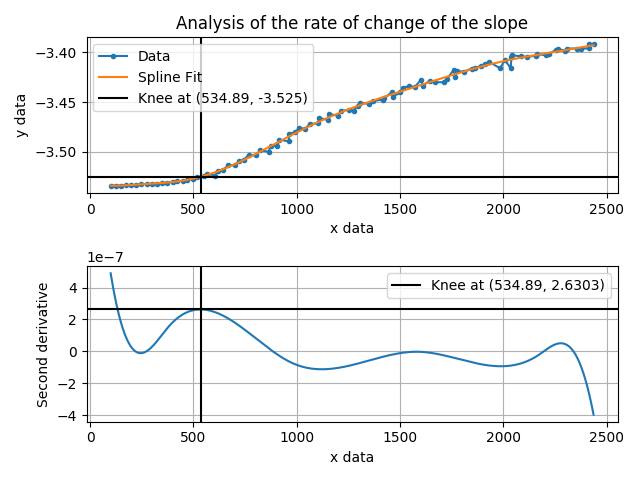 Analysis of the rate of change of the slope
−3.40
−3.45
−3.50
y data
Data
Spline Fit
Knee at (534.89, -3.525)
0 500 1000 1500 2000 2500
x data
1e−7
4
2
0
−2
−4
Second derivative
Knee at (534.89, 2.6303)
0 500 1000 1500 2000 2500
x data